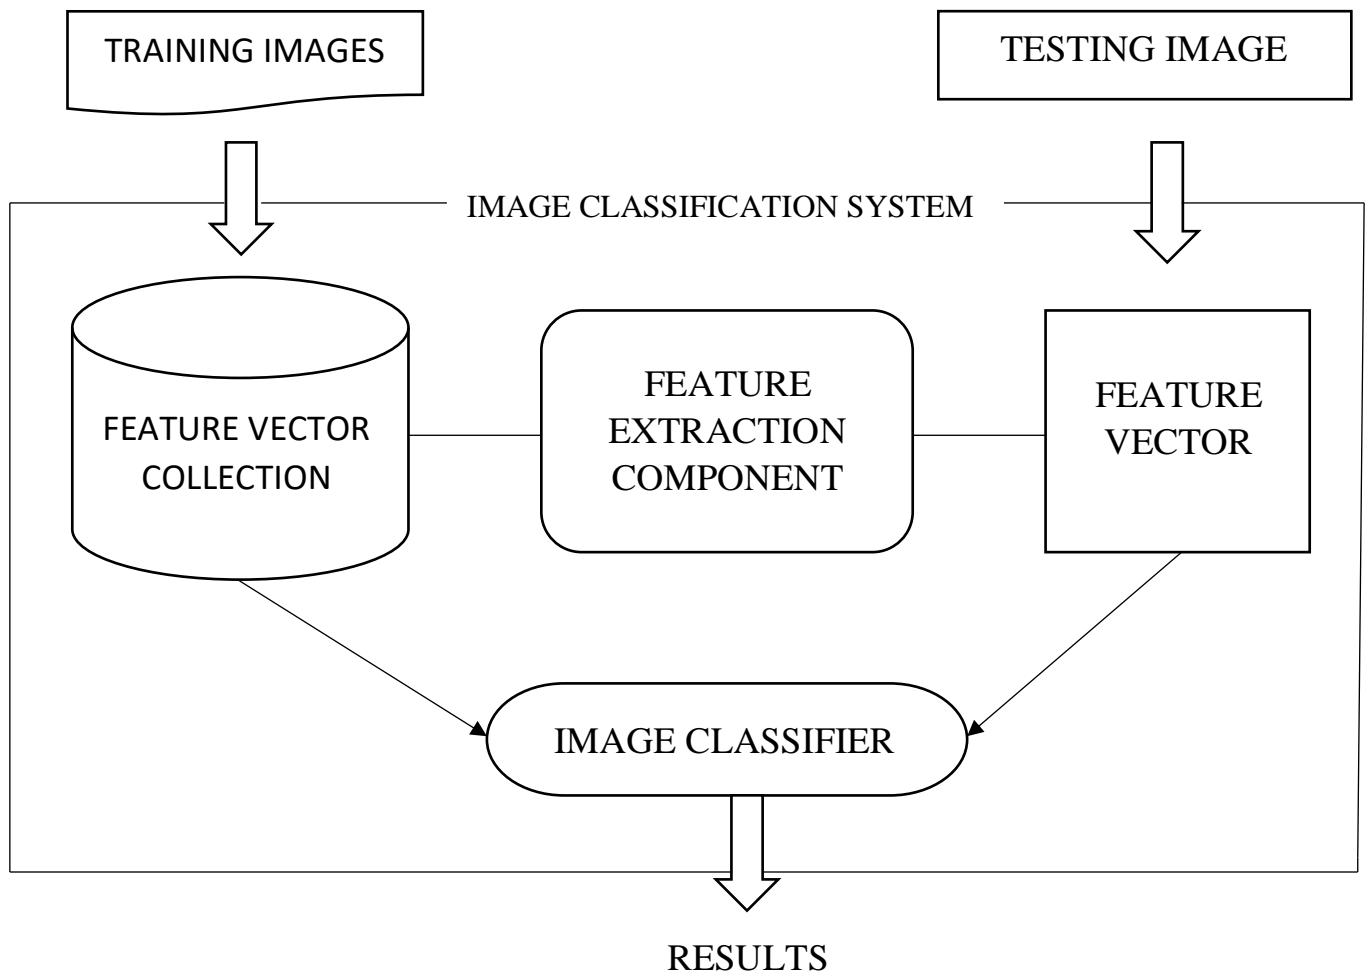 TRAINING IMAGES
TESTING IMAGE
IMAGE CLASSIFICATION SYSTEM
FEATURE VECTOR
COLLECTION
FEATURE
EXTRACTION
COMPONENT
FEATURE
VECTOR
IMAGE CLASSIFIER
RESULTS